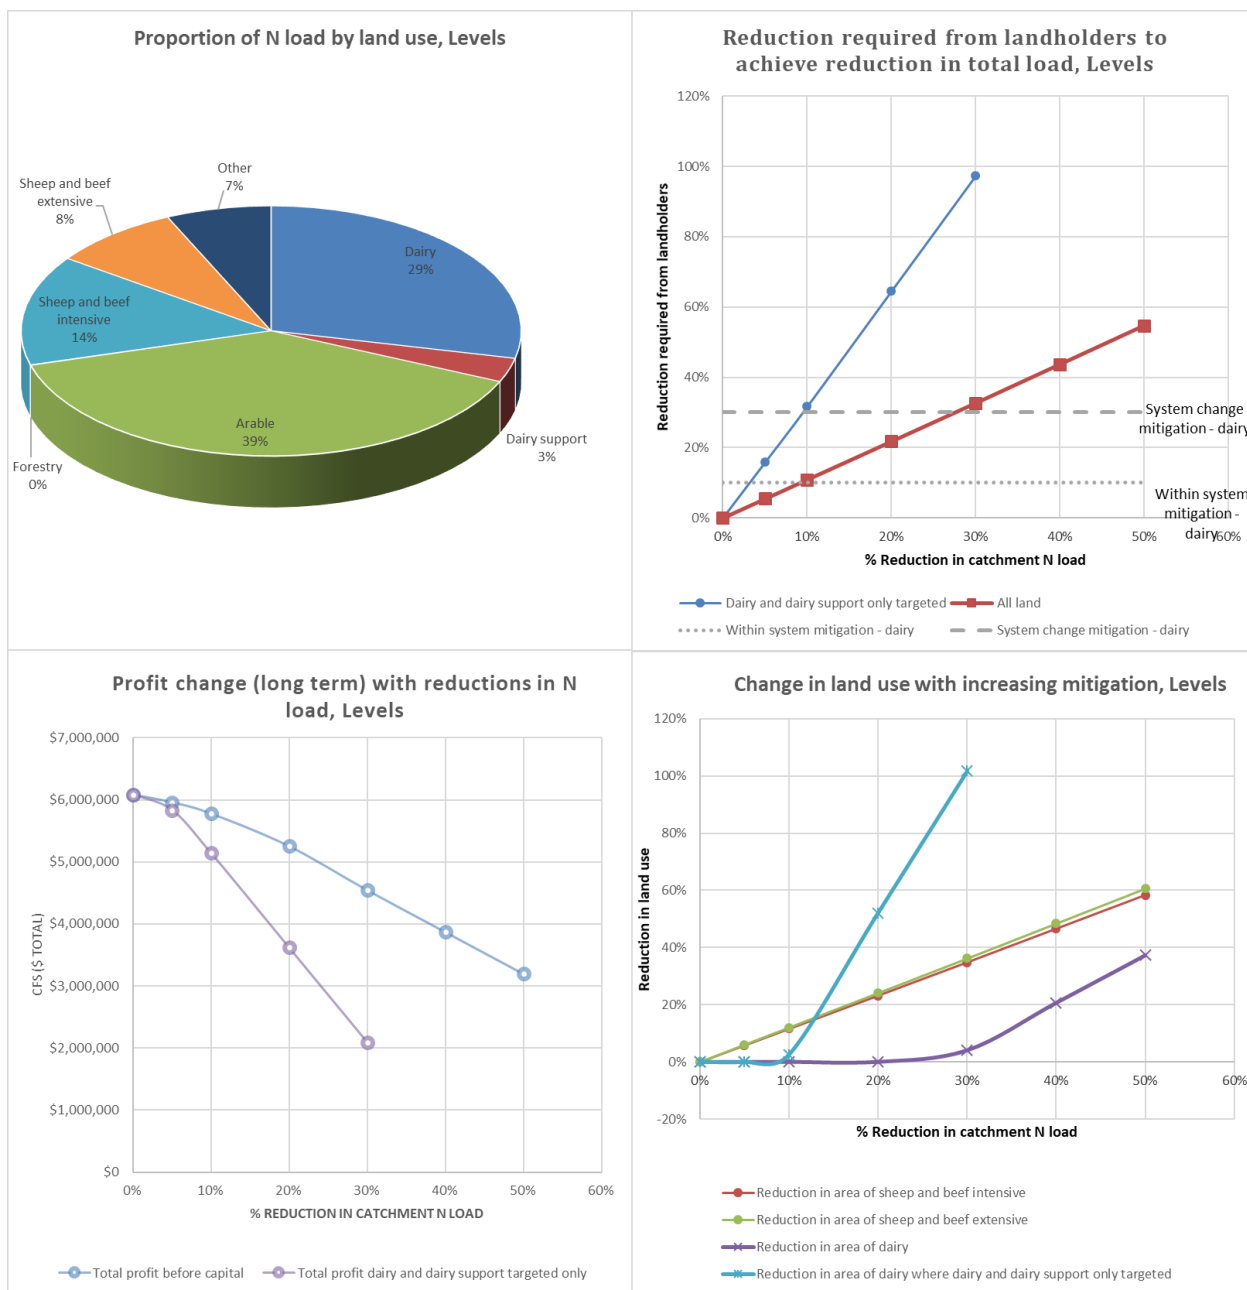 Proportion of N load by land use, Levels
Other
7%
Sheep and beef
extensive
8%
Dairy
29%
Sheep and beef
intensive
14%
Arable
39%
Dairy support
3%
Forestry
0%
Reduction required from landholders to
achieve reduction in total load, Levels
120%
100%
80%
60%
40%
20%
0%
Reduction required from landholders
System change
mitigation - dairy
Within system
mitigation -
dairy
0%
10%
20%
30%
40%
50%
60%
% Reduction in catchment N load
Dairy and dairy support only targeted
All land
Within system mitigation - dairy
System change mitigation - dairy
Profit change (long term) with reductions in N
load, Levels
$7,000,000
$6,000,000
$5,000,000
$4,000,000
$3,000,000
$2,000,000
$1,000,000
$0
CFS ($ TOTAL)
0%
10%
20%
30%
40%
50%
60%
% REDUCTION IN CATCHMENT N LOAD
Total profit before capital
Total profit dairy and dairy support targeted only
Change in land use with increasing mitigation, Levels
120%
100%
80%
60%
40%
20%
0%
-20%
Reduction in land use
0%
10%
20%
30%
40%
50%
60%
% Reduction in catchment N load
Reduction in area of sheep and beef intensive
Reduction in area of sheep and beef extensive
Reduction in area of dairy
Reduction in area of dairy where dairy and dairy support only targeted